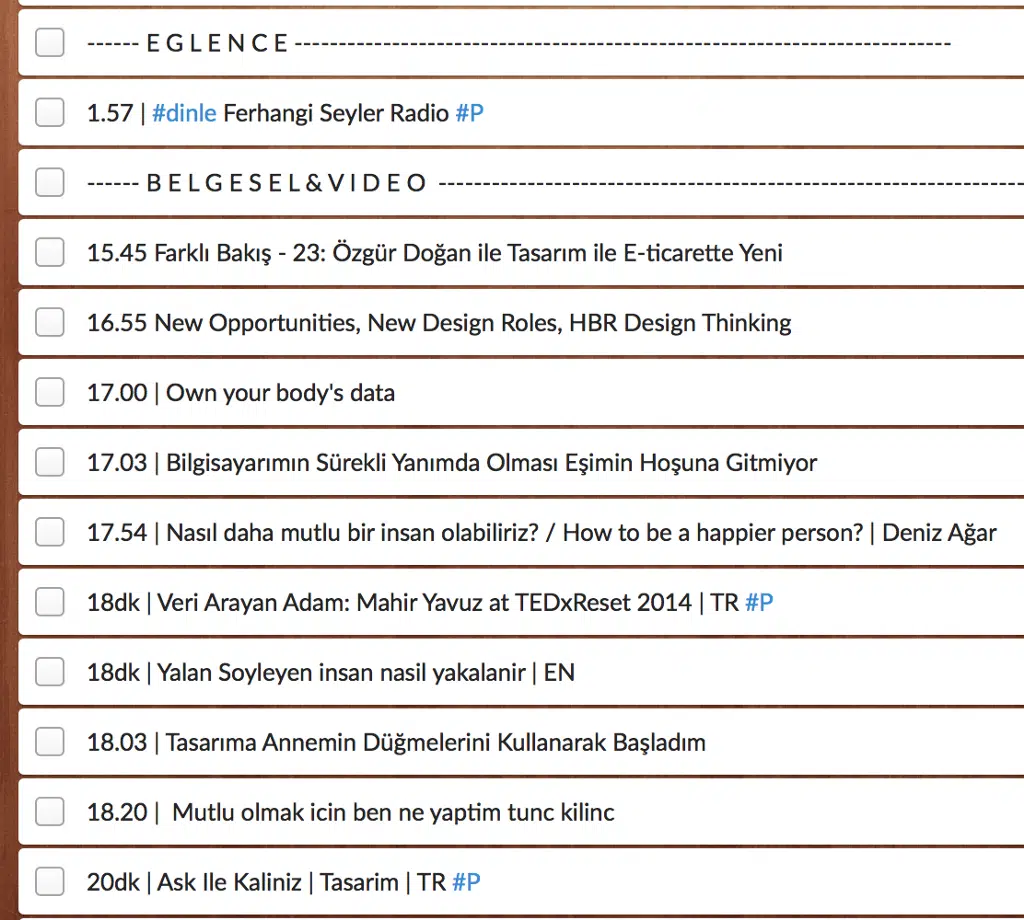 ------ E G L E N C E ---------------------------------------------------------------------------
1.57 | #dinle Ferhangi Seyler Radio #P
------ B E L G E S E L & V I D E O -------------------------------------------------------------------
15.45 Farklı Bakış - 23: Özgür Doğan ile Tasarım ile E-ticarette Yeni
16.55 New Opportunities, New Design Roles, HBR Design Thinking
17.00 | Own your body's data
17.03 | Bilgisayarımın Sürekli Yanımda Olması Eşimin Hoşuna Gitmiyor
17.54 | Nasıl daha mutlu bir insan olabiliriz? / How to be a happier person? | Deniz Ağar
18dk | Veri Arayan Adam: Mahir Yavuz at TEDxReset 2014 | TR #P
18dk | Yalan Soyleyen insan nasil yakalanir | EN
18.03 | Tasarıma Annemin Düğmelerini Kullanarak Başladım
18.20 |  Mutlu olmak icin ben ne yaptim tunc kilinc
20dk | Ask Ile Kaliniz | Tasarim | TR #P